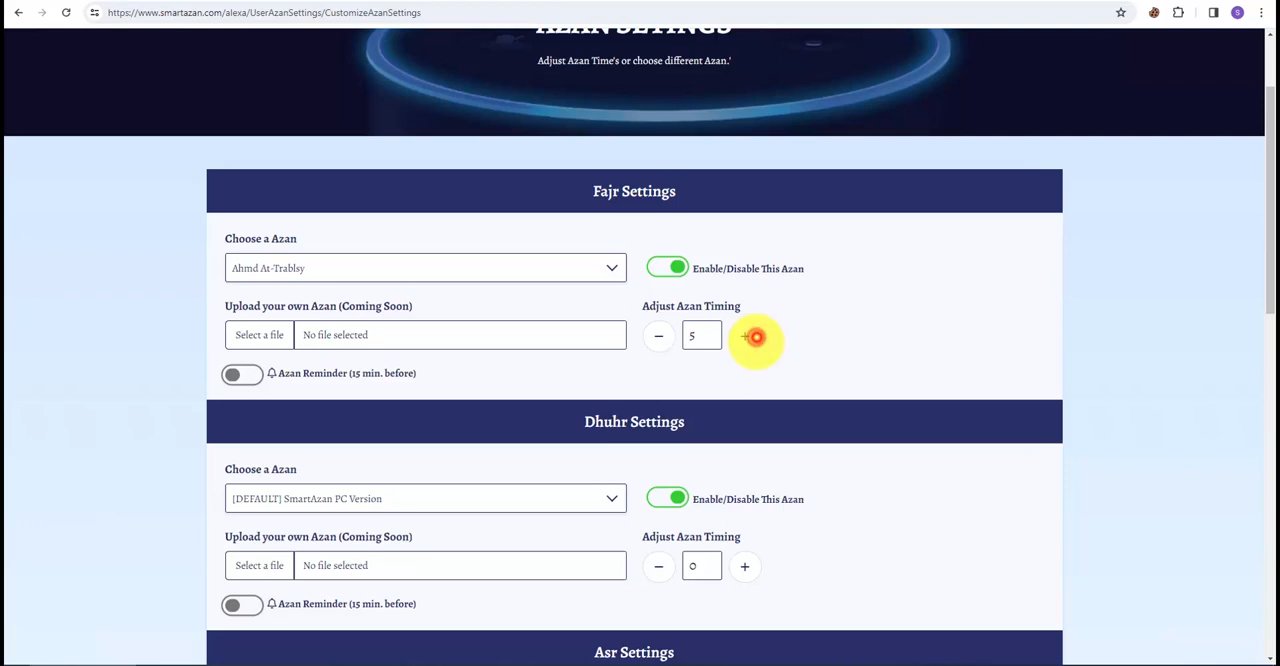 https://www.smartazan.com/alexa/UserAzanSettings/CustomizeAzanSettings
S
AZAN SETTINGS
Adjust Azan Time's or choose different Azan.'
Fajr Settings
Choose a Azan
Ahmd At-Trablsy
Enable/Disable This Azan
Upload your own Azan (Coming Soon)
Adjust Azan Timing
Select a file No file selected
− 5 +
Azan Reminder (15 min. before)
Dhuhr Settings
Choose a Azan
[DEFAULT] SmartAzan PC Version
Enable/Disable This Azan
Upload your own Azan (Coming Soon)
Adjust Azan Timing
Select a file No file selected
− 0 +
Azan Reminder (15 min. before)
Asr Settings